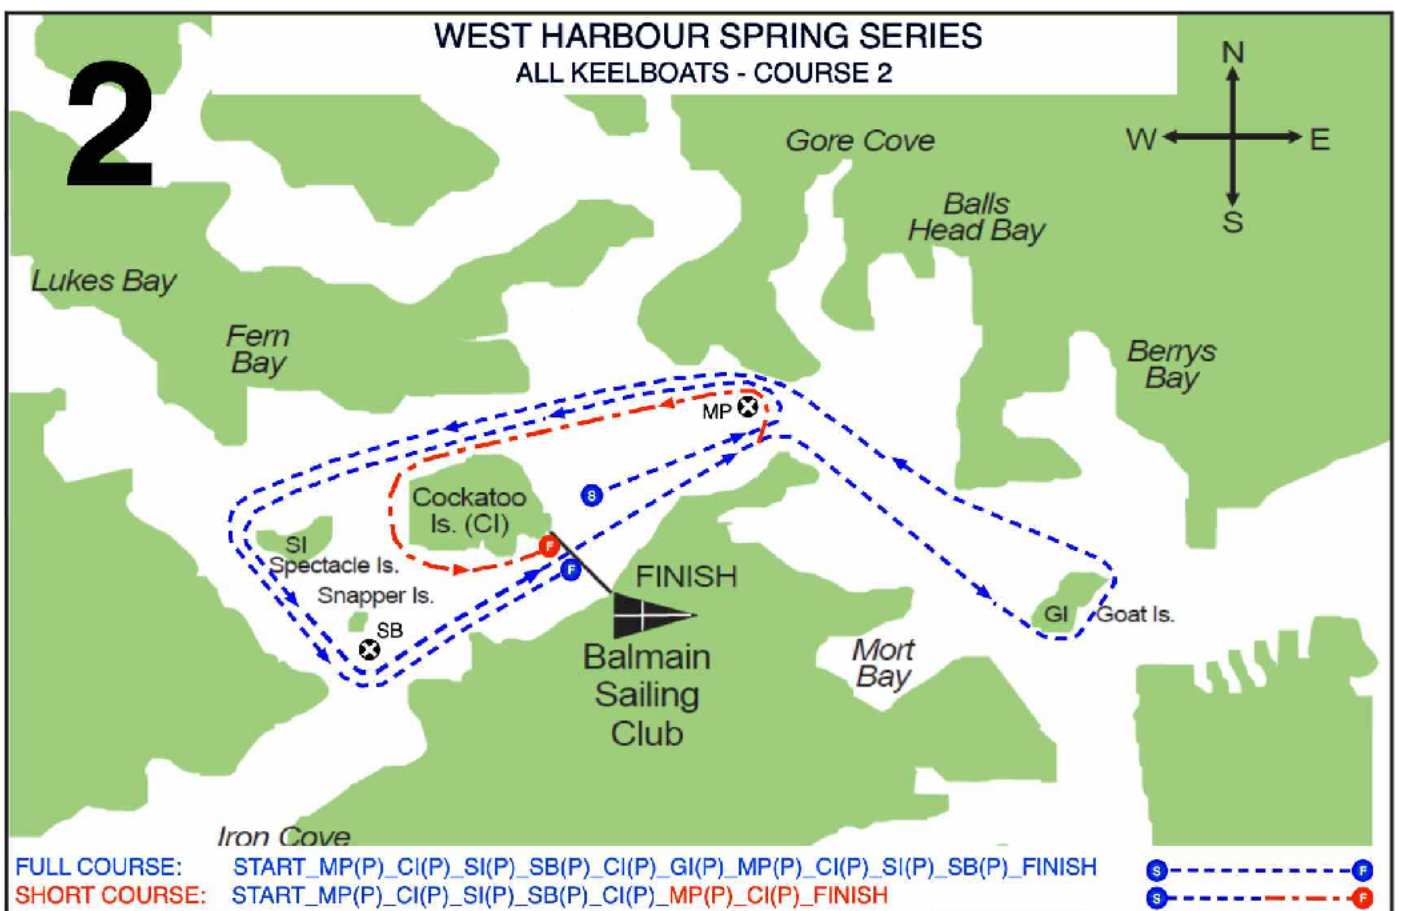 2
WEST HARBOUR SPRING SERIES
ALL KEELBOATS - COURSE 2
N
W E
S
Gore Cove
Balls
Head Bay
Lukes Bay
Fern
Bay
Berrys
Bay
MP
S
Cockatoo
Is. (CI)
F
F
SI
Spectacle Is.
Snapper Is.
SB
FINISH
GI
Goat Is.
Balmain
Sailing
Club
Mort
Bay
Iron Cove
FULL COURSE: START_MP(P)_CI(P)_SI(P)_SB(P)_CI(P)_GI(P)_MP(P)_CI(P)_SI(P)_SB(P)_FINISH S F
SHORT COURSE: START_MP(P)_CI(P)_SI(P)_SB(P)_CI(P)_MP(P)_CI(P)_FINISH S F